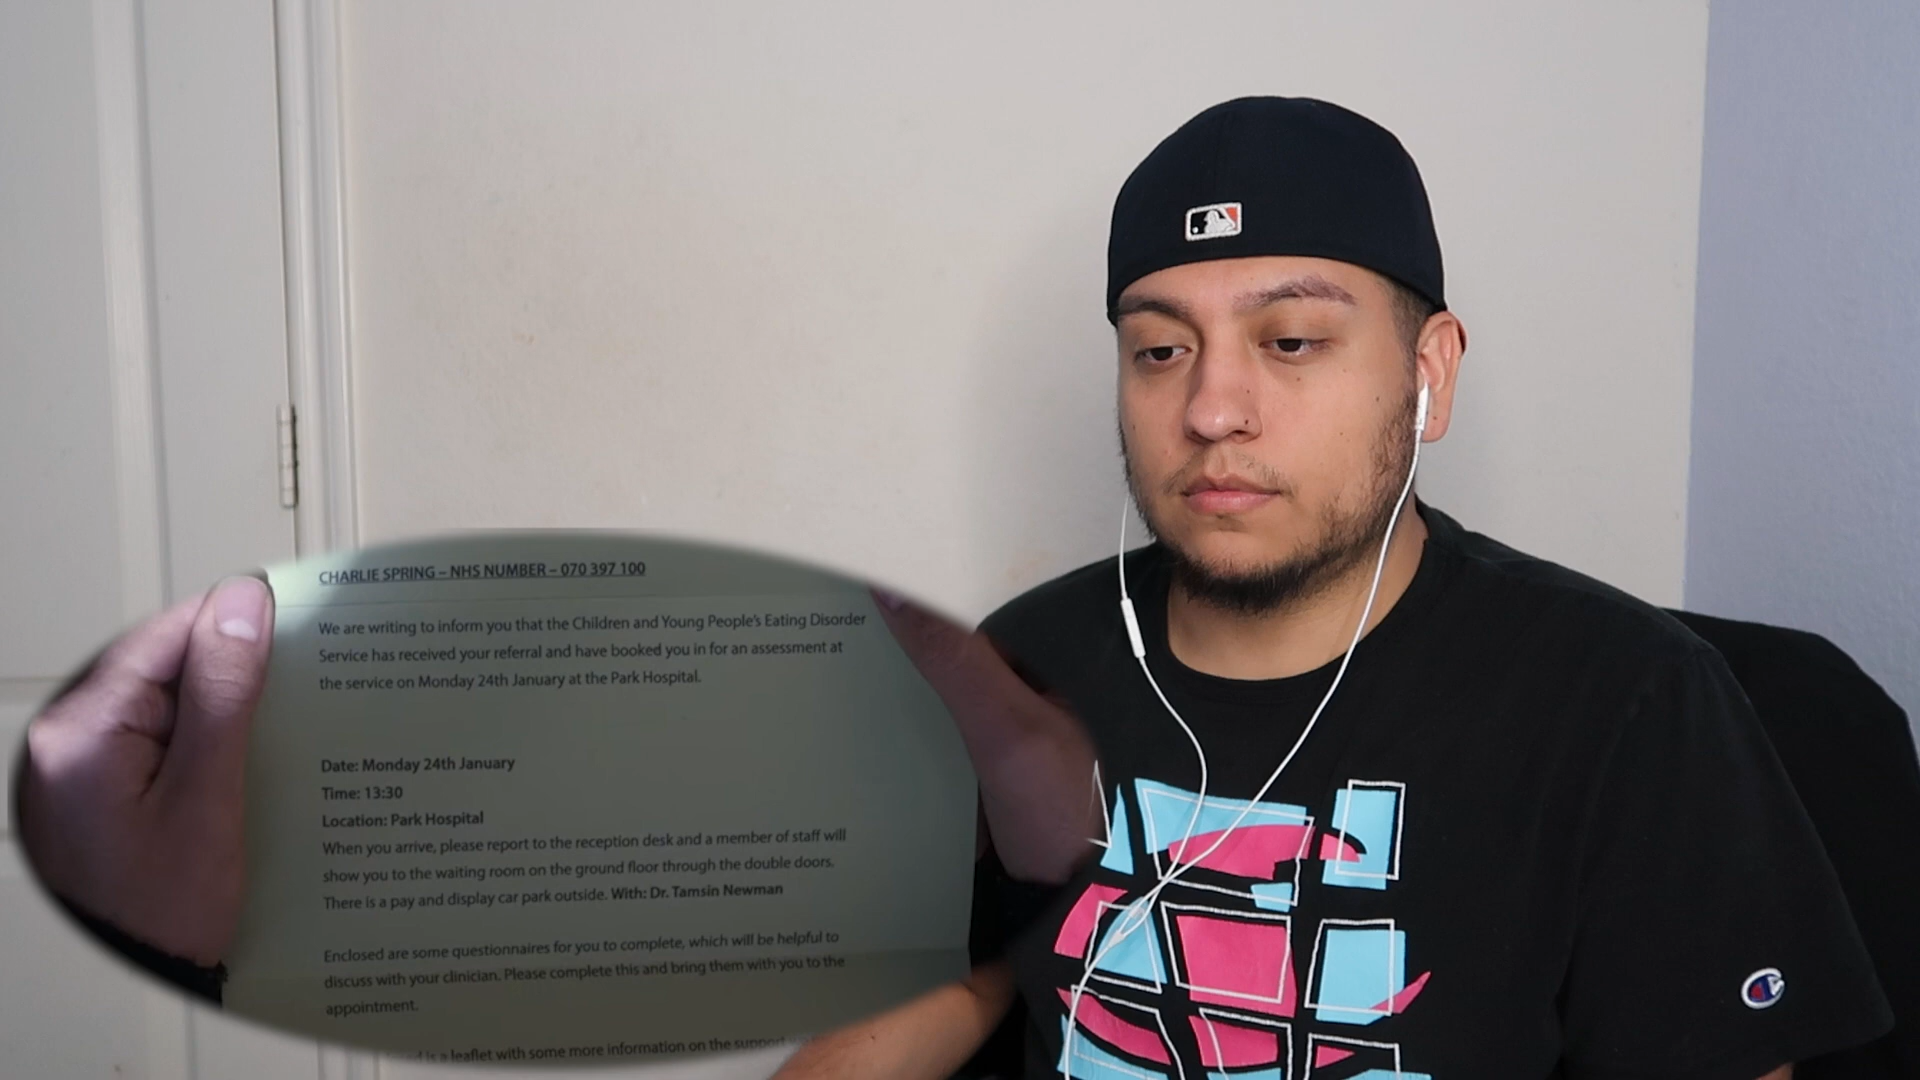 CHARLIE SPRING – NHS NUMBER – 070 397 100
We are writing to inform you that the Children and Young People's Eating Disorder
Service has received your referral and have booked you in for an assessment at
the service on Monday 24th January at the Park Hospital.
Date: Monday 24th January
Time: 13:30
Location: Park Hospital
When you arrive, please report to the reception desk and a member of staff will
show you to the waiting room on the ground floor through the double doors.
There is a pay and display car park outside. With: Dr. Tamsin Newman
Enclosed are some questionnaires for you to complete, which will be helpful to
discuss with your clinician. Please complete this and bring them with you to the
appointment.
is a leaflet with some more information on the support